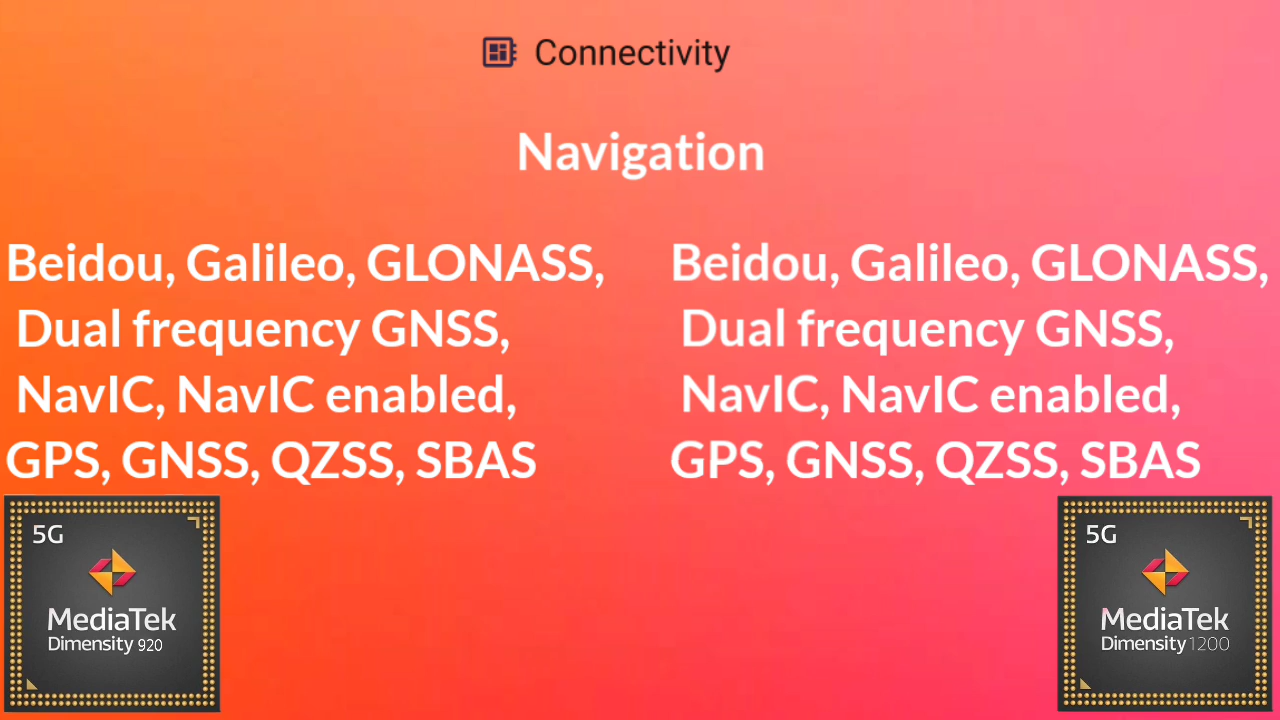 Connectivity
Navigation
Beidou, Galileo, GLONASS,
Dual frequency GNSS,
NavIC, NavIC enabled,
GPS, GNSS, QZSS, SBAS
Beidou, Galileo, GLONASS,
Dual frequency GNSS,
NavIC, NavIC enabled,
GPS, GNSS, QZSS, SBAS
5G
MediaTek
Dimensity 920
5G
MediaTek
Dimensity 1200